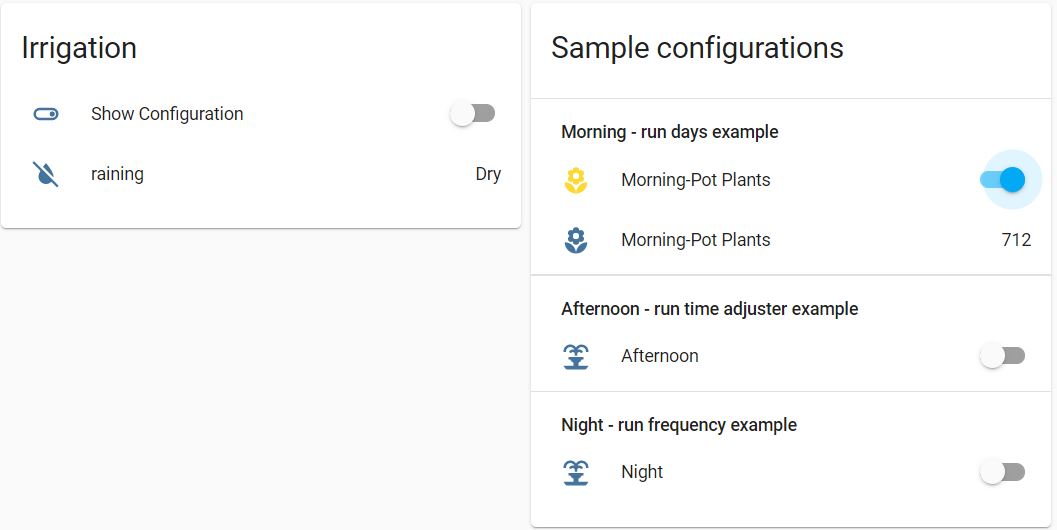 Irrigation
Show Configuration
raining Dry
Sample configurations
Morning - run days example
Morning-Pot Plants
Morning-Pot Plants 712
Afternoon - run time adjuster example
Afternoon
Night - run frequency example
Night